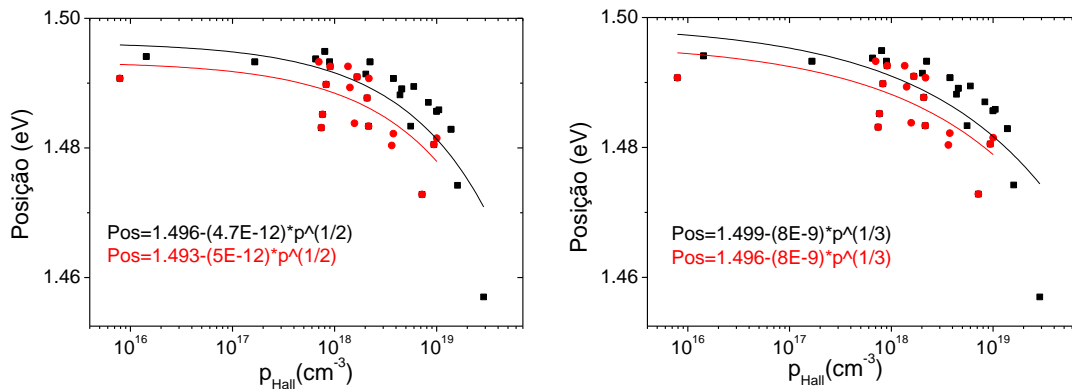 1.50
1.48
1.46
Posição (eV)
Pos=1.496-(4.7E-12)*p^(1/2)
Pos=1.493-(5E-12)*p^(1/2)
10^16 10^17 10^18 10^19
p_Hall(cm^-3)
1.50
1.48
1.46
Posição (eV)
Pos=1.499-(8E-9)*p^(1/3)
Pos=1.496-(8E-9)*p^(1/3)
10^16 10^17 10^18 10^19
p_Hall(cm^-3)